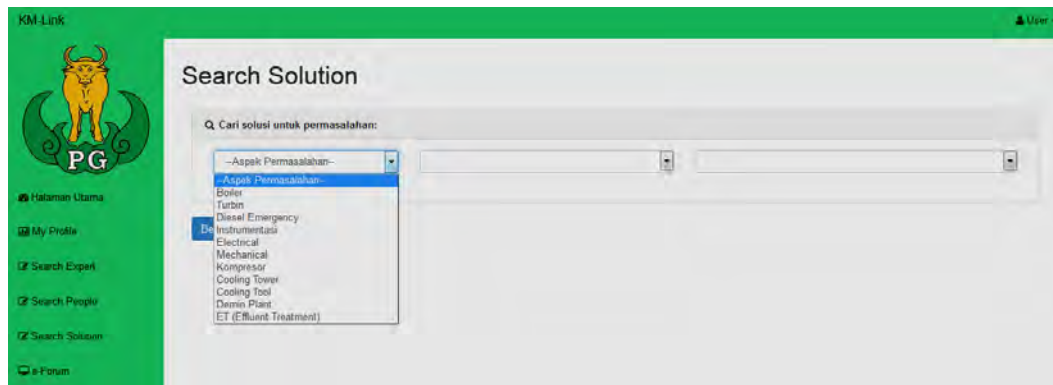 KM-Link
User
PG
Halaman Utama
My Profile
Search Expert
Search People
Search Solution
e-Forum
Search Solution
Cari solusi untuk permasalahan:
--Aspek Permasalahan--
--Aspek Permasalahan--
Boiler
Turbin
Diesel Emergency
Instrumentasi
Electrical
Mechanical
Kompresor
Cooling Tower
Cooling Tool
Demin Plant
ET (Effluent Treatment)